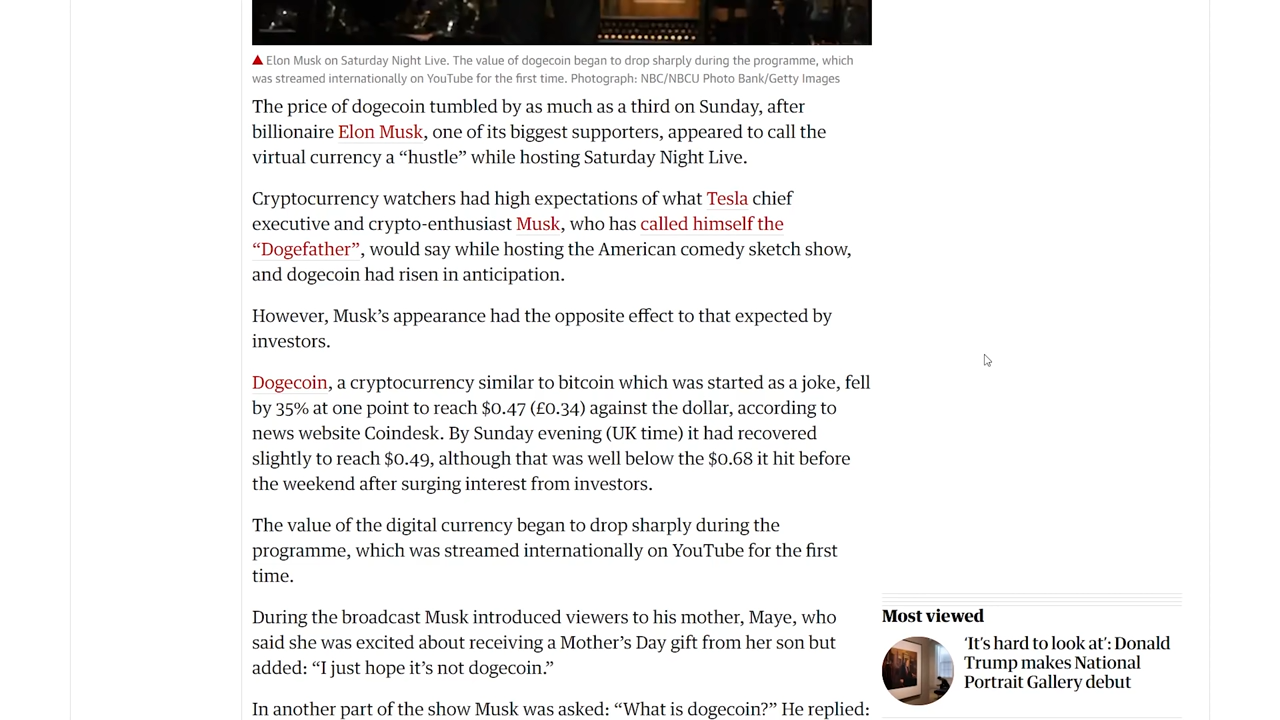 Elon Musk on Saturday Night Live. The value of dogecoin began to drop sharply during the programme, which
was streamed internationally on YouTube for the first time. Photograph: NBC/NBCU Photo Bank/Getty Images
The price of dogecoin tumbled by as much as a third on Sunday, after
billionaire Elon Musk, one of its biggest supporters, appeared to call the
virtual currency a “hustle” while hosting Saturday Night Live.
Cryptocurrency watchers had high expectations of what Tesla chief
executive and crypto-enthusiast Musk, who has called himself the
“Dogefather”, would say while hosting the American comedy sketch show,
and dogecoin had risen in anticipation.
However, Musk’s appearance had the opposite effect to that expected by
investors.
Dogecoin, a cryptocurrency similar to bitcoin which was started as a joke, fell
by 35% at one point to reach $0.47 (£0.34) against the dollar, according to
news website Coindesk. By Sunday evening (UK time) it had recovered
slightly to reach $0.49, although that was well below the $0.68 it hit before
the weekend after surging interest from investors.
The value of the digital currency began to drop sharply during the
programme, which was streamed internationally on YouTube for the first
time.
During the broadcast Musk introduced viewers to his mother, Maye, who
said she was excited about receiving a Mother’s Day gift from her son but
added: “I just hope it’s not dogecoin.”
In another part of the show Musk was asked: “What is dogecoin?” He replied:
Most viewed
‘It’s hard to look at’: Donald
Trump makes National
Portrait Gallery debut